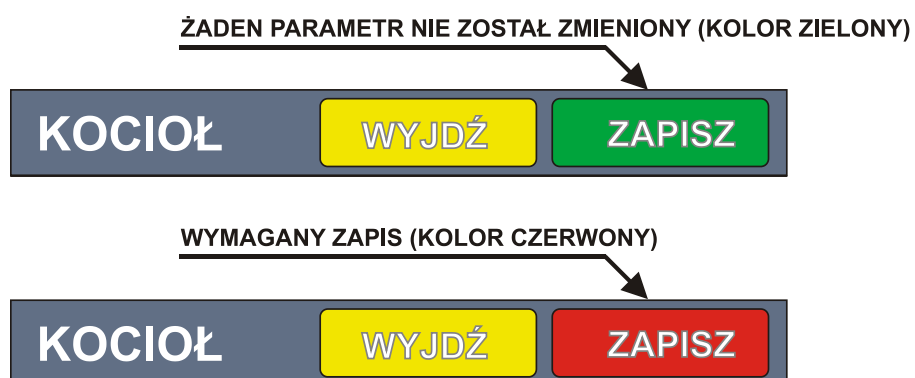 ŻADEN PARAMETR NIE ZOSTAŁ ZMIENIONY (KOLOR ZIELONY)
KOCIOŁ WYJDŹ ZAPISZ
WYMAGANY ZAPIS (KOLOR CZERWONY)
KOCIOŁ WYJDŹ ZAPISZ